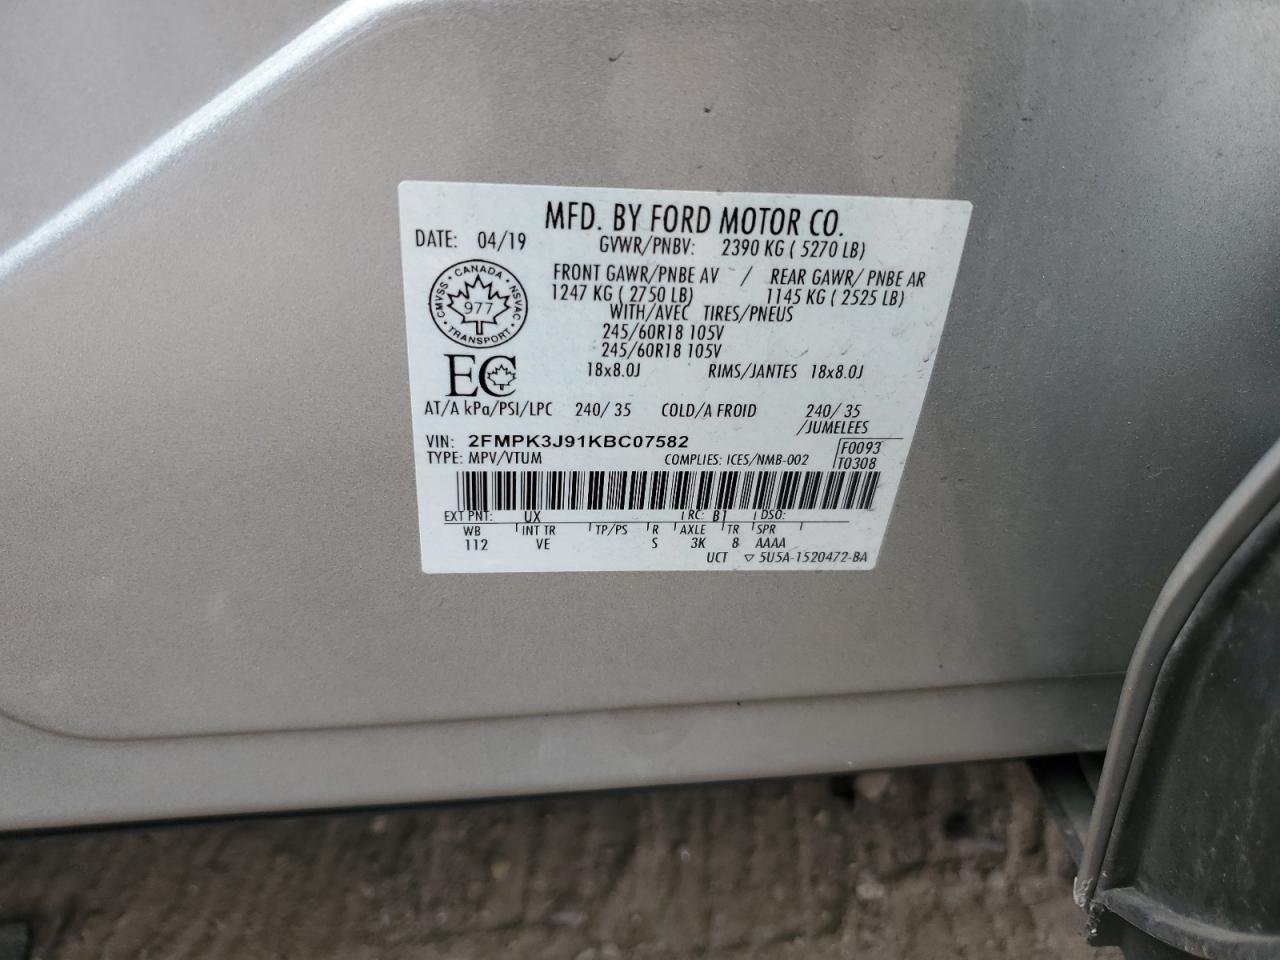 MFD. BY FORD MOTOR CO.
DATE: 04/19 GVWR/PNBV: 2390 KG ( 5270 LB)
FRONT GAWR/PNBE AV / REAR GAWR/ PNBE AR
1247 KG ( 2750 LB) 1145 KG ( 2525 LB)
WITH/AVEC TIRES/PNEUS
245/60R18 105V
245/60R18 105V
18x8.0J RIMS/JANTES 18x8.0J
CANADA
CMVSS • NSVAC
977
TRANSPORT
EC
AT/A kPa/PSI/LPC 240/ 35 COLD/A FROID 240/ 35
/JUMELEES
VIN: 2FMPK3J91KBC07582
F0093
TYPE: MPV/VTUM COMPLIES: ICES/NMB-002 T0308
EXT PNT: UX RC: B1 DSO:
WB INT TR TP/PS R AXLE TR SPR
112 VE S 3K 8 AAAA
UCT ▽ 5U5A-1520472-BA